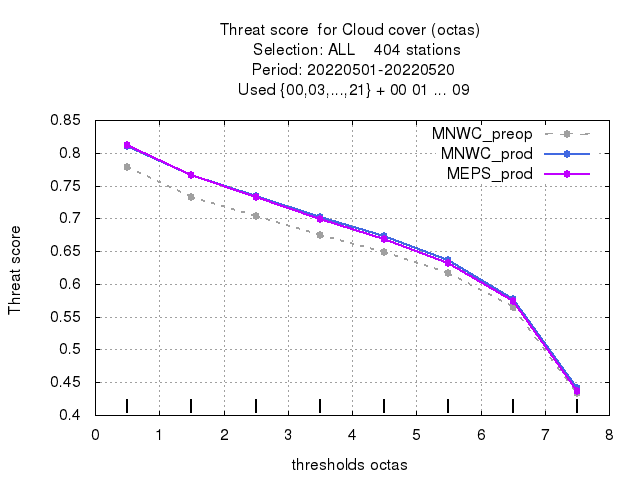 Threat score  for Cloud cover (octas)
Selection: ALL    404 stations
Period: 20220501-20220520
Used {00,03,...,21} + 00 01 ... 09
MNWC_preop
MNWC_prod
MEPS_prod
0.85
0.8
0.75
0.7
0.65
0.6
0.55
0.5
0.45
0.4
Threat score
0 1 2 3 4 5 6 7 8
thresholds octas